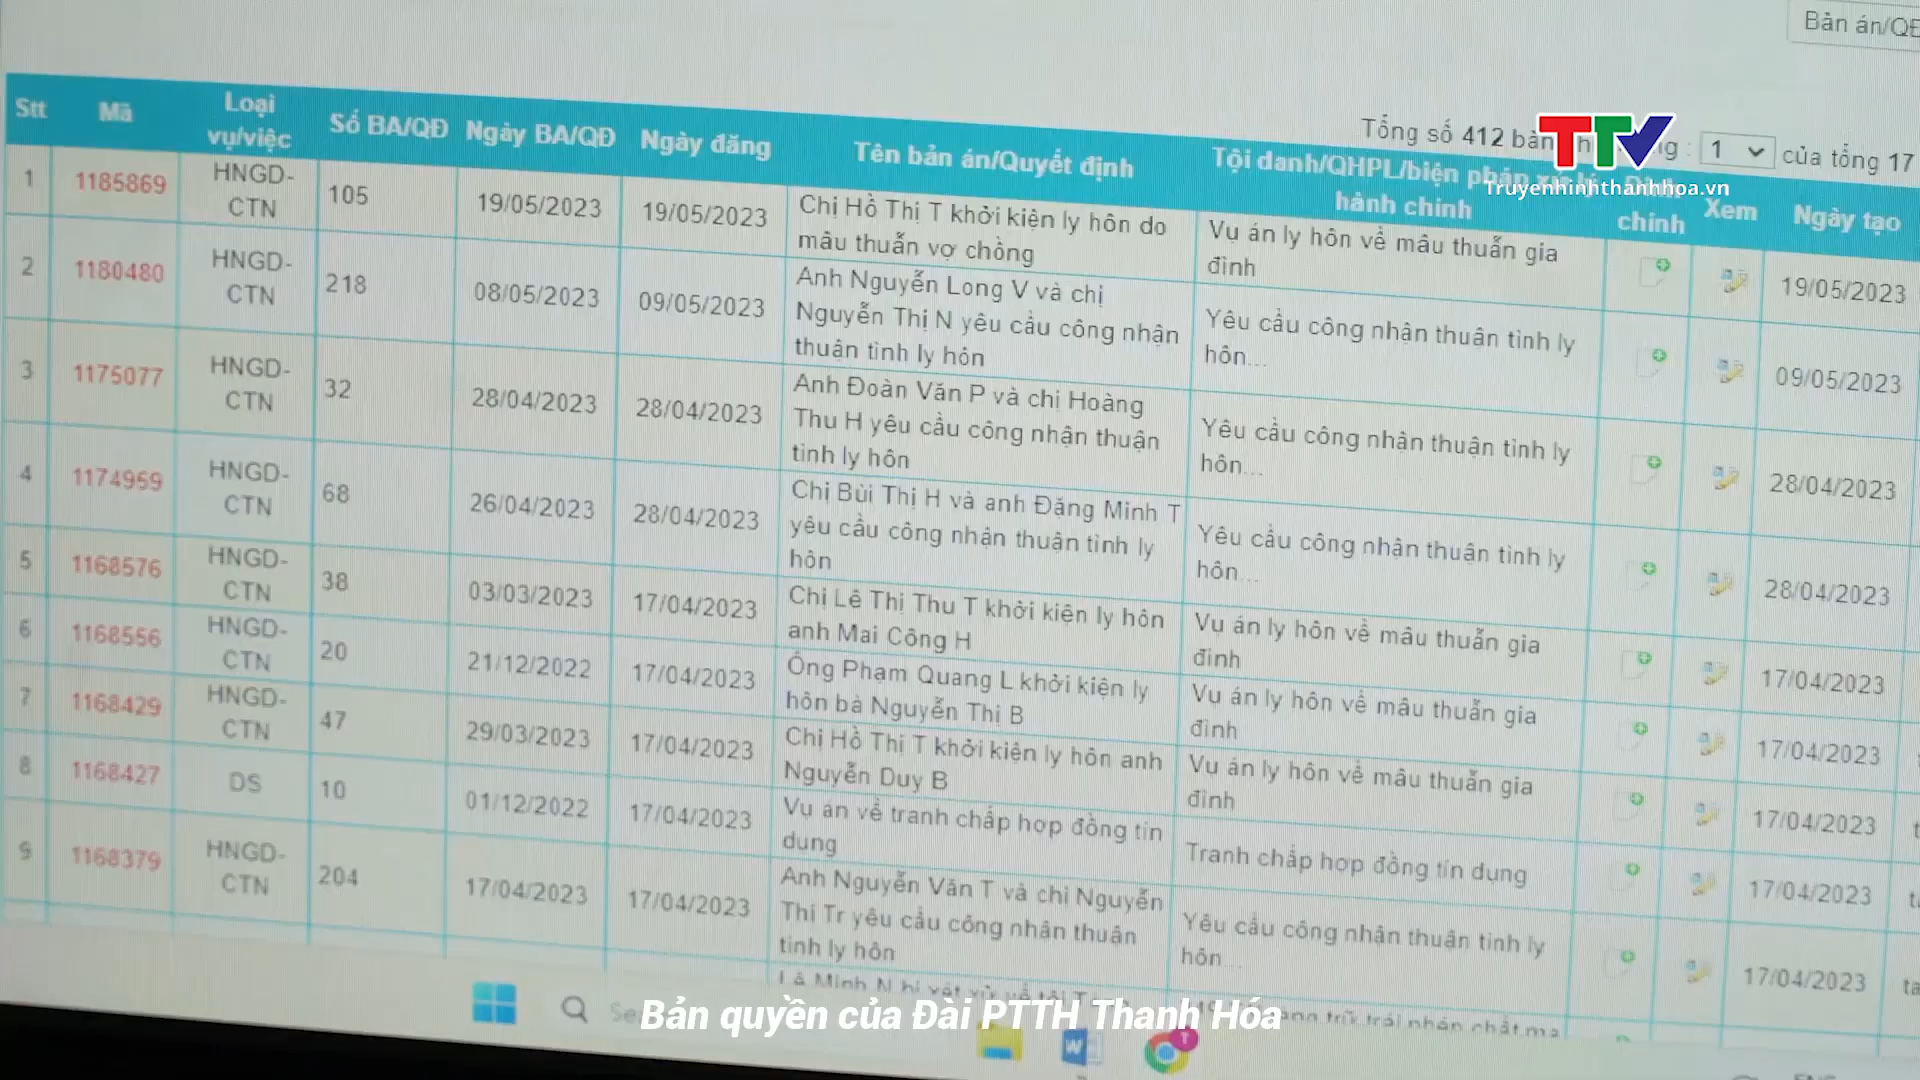 Bản án/QĐ
Tổng số 412 bản
1
của tổng 17
TTV
Truyenhinhthanhhoa.vn
Stt Mã Loại vụ/việc Số BA/QĐ Ngày BA/QĐ Ngày đăng Tên bản án/Quyết định Tội danh/QHPL/biện pháp xử lý hành chính chính Xem Ngày tạo
1 1185869 HNGD-CTN 105 19/05/2023 19/05/2023 Chị Hồ Thị T khởi kiện ly hôn do mâu thuẫn vợ chồng Vụ án ly hôn về mâu thuẫn gia đình 19/05/2023
2 1180480 HNGD-CTN 218 08/05/2023 09/05/2023 Anh Nguyễn Long V và chị Nguyễn Thị N yêu cầu công nhận thuận tình ly hôn Yêu cầu công nhận thuận tình ly hôn... 09/05/2023
3 1175077 HNGD-CTN 32 28/04/2023 28/04/2023 Anh Đoàn Văn P và chị Hoàng Thu H yêu cầu công nhận thuận tình ly hôn Yêu cầu công nhận thuận tình ly hôn... 28/04/2023
4 1174959 HNGD-CTN 68 26/04/2023 28/04/2023 Chị Bùi Thị H và anh Đặng Minh T yêu cầu công nhận thuận tình ly hôn Yêu cầu công nhận thuận tình ly hôn... 28/04/2023
5 1168576 HNGD-CTN 38 03/03/2023 17/04/2023 Chị Lê Thị Thu T khởi kiện ly hôn anh Mai Công H Vụ án ly hôn về mâu thuẫn gia đình 17/04/2023
6 1168556 HNGD-CTN 20 21/12/2022 17/04/2023 Ông Phạm Quang L khởi kiện ly hôn bà Nguyễn Thị B Vụ án ly hôn về mâu thuẫn gia đình 17/04/2023
7 1168429 HNGD-CTN 47 29/03/2023 17/04/2023 Chị Hồ Thị T khởi kiện ly hôn anh Nguyễn Duy B Vụ án ly hôn về mâu thuẫn gia đình 17/04/2023
8 1168427 DS 10 01/12/2022 17/04/2023 Vụ án về tranh chấp hợp đồng tín dụng Tranh chấp hợp đồng tín dụng 17/04/2023
9 1168379 HNGD-CTN 204 17/04/2023 17/04/2023 Anh Nguyễn Văn T và chị Nguyễn Thị Tr yêu cầu công nhận thuận tình ly hôn Yêu cầu công nhận thuận tình ly hôn... 17/04/2023
Bản quyền của Đài PTTH Thanh Hóa